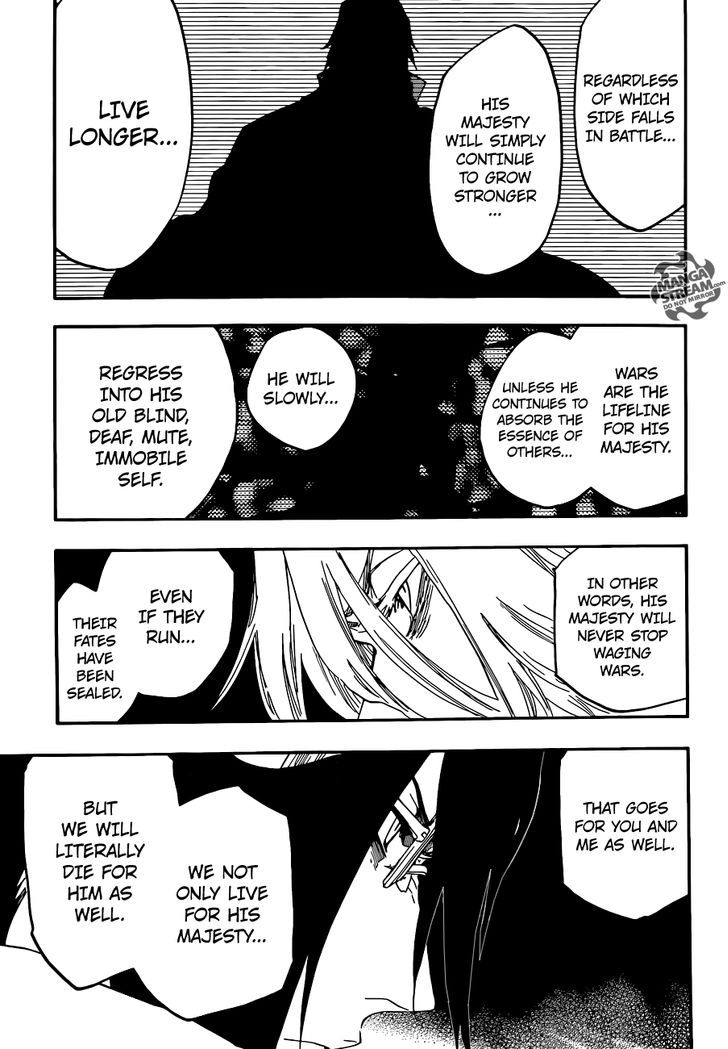 REGARDLESS
OF WHICH
SIDE FALLS
IN BATTLE...
HIS
MAJESTY
WILL SIMPLY
CONTINUE
TO GROW
STRONGER
...
LIVE
LONGER...
MANGA
STREAM.com
DO NOT MIRROR
WARS
ARE THE
LIFELINE
FOR HIS
MAJESTY.
UNLESS HE
CONTINUES TO
ABSORB THE
ESSENCE OF
OTHERS...
HE WILL
SLOWLY...
REGRESS
INTO HIS
OLD BLIND,
DEAF, MUTE,
IMMOBILE
SELF.
IN OTHER
WORDS, HIS
MAJESTY WILL
NEVER STOP
WAGING
WARS.
EVEN
IF THEY
RUN...
THEIR
FATES
HAVE
BEEN
SEALED.
THAT GOES
FOR YOU AND
ME AS WELL.
WE NOT
ONLY LIVE
FOR HIS
MAJESTY...
BUT
WE WILL
LITERALLY
DIE FOR
HIM AS
WELL.